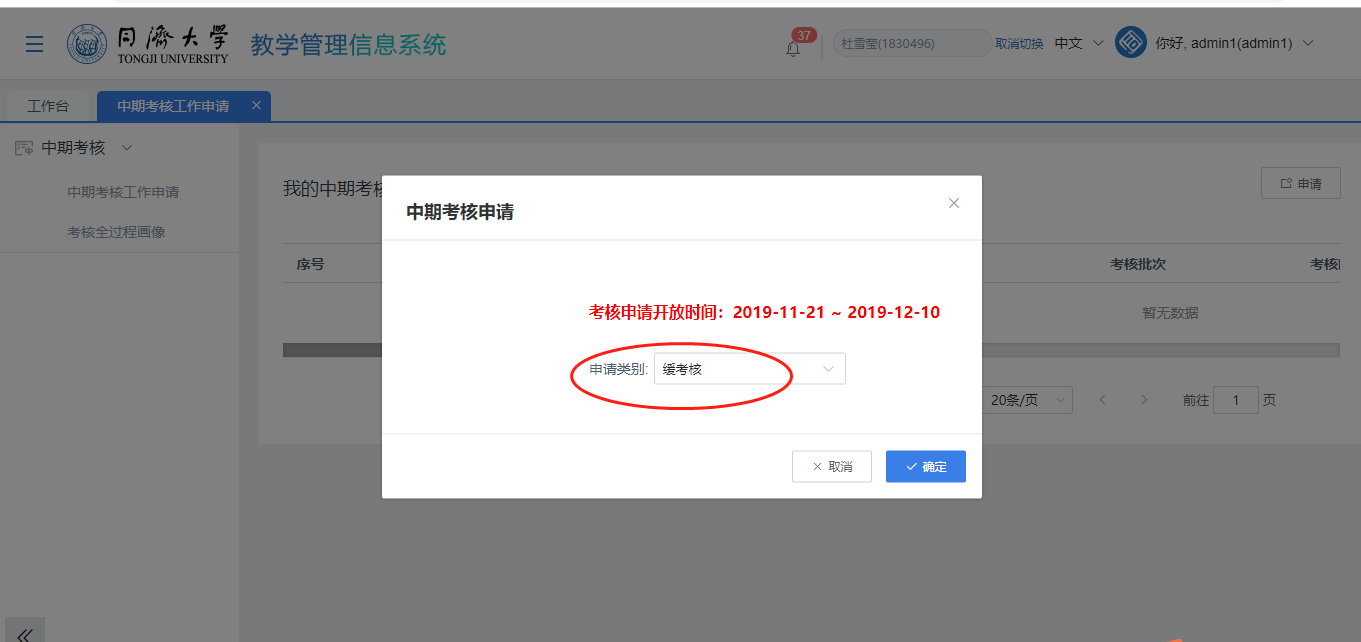 同濟大學
TONGJI UNIVERSITY
教学管理信息系统
37
杜雪莹(1830496)
取消切换
中文
你好, admin1(admin1)
工作台
中期考核工作申请
中期考核
中期考核工作申请
考核全过程画像
我的中期考核
申请
序号
考核批次
考核
暂无数据
20条/页
前往 1 页
中期考核申请
考核申请开放时间：2019-11-21 ~ 2019-12-10
申请类别: 缓考核
取消
确定